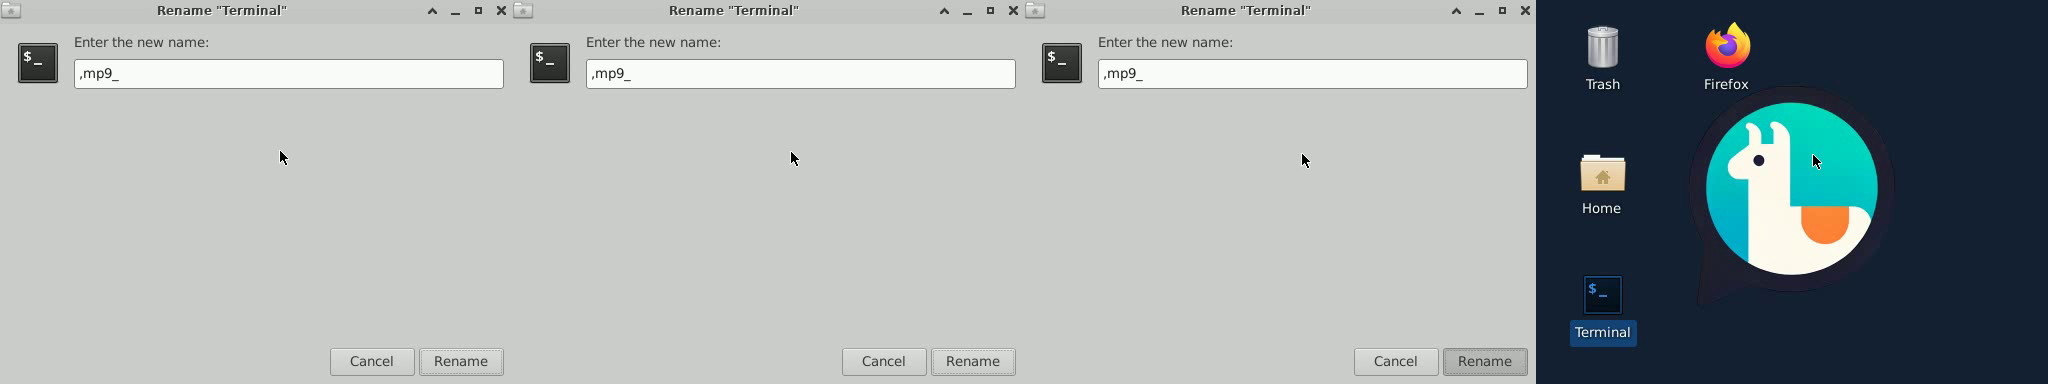 Rename "Terminal"
Enter the new name:
$_
,mp9_
Cancel
Rename
Rename "Terminal"
Enter the new name:
$_
,mp9_
Cancel
Rename
Rename "Terminal"
Enter the new name:
$_
,mp9_
Cancel
Rename
Trash
Firefox
Home
$_
Terminal